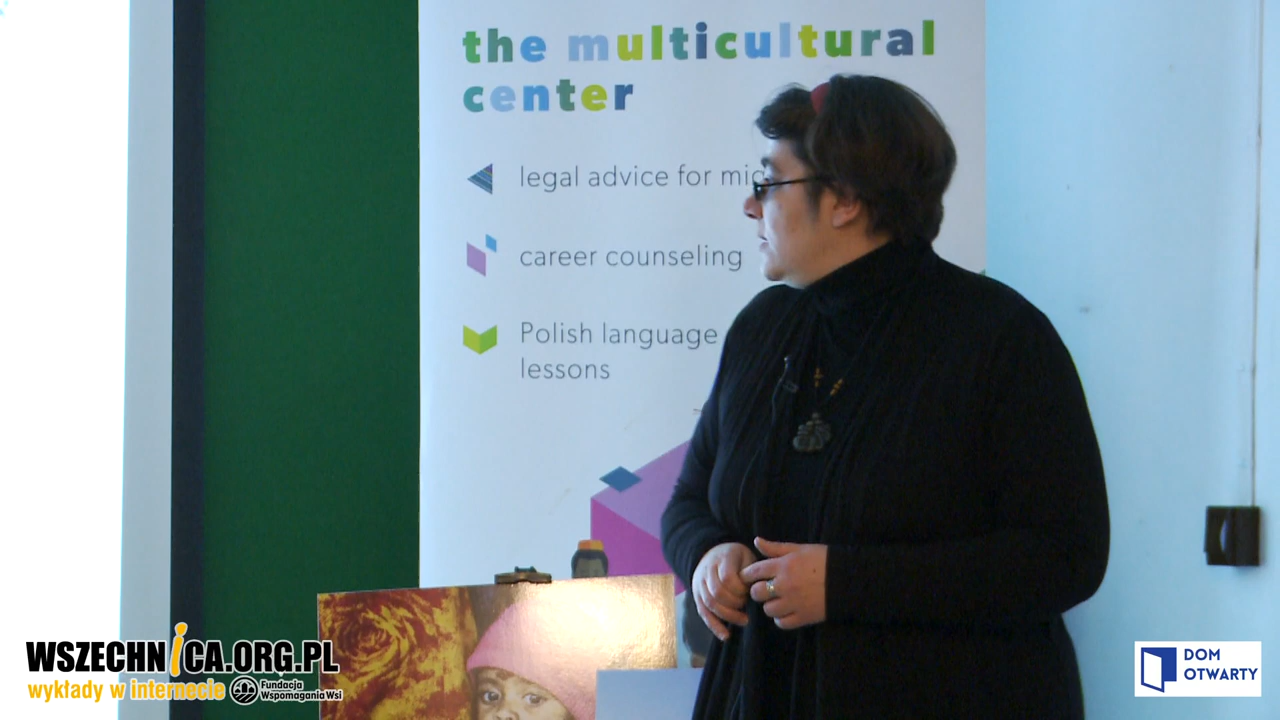 the multicultural
center
legal advice for
career counseling
Polish language
lessons
WSZECHNICA.ORG.PL
wykłady w internecie
Fundacja
Wspomagania Wsi
DOM
OTWARTY